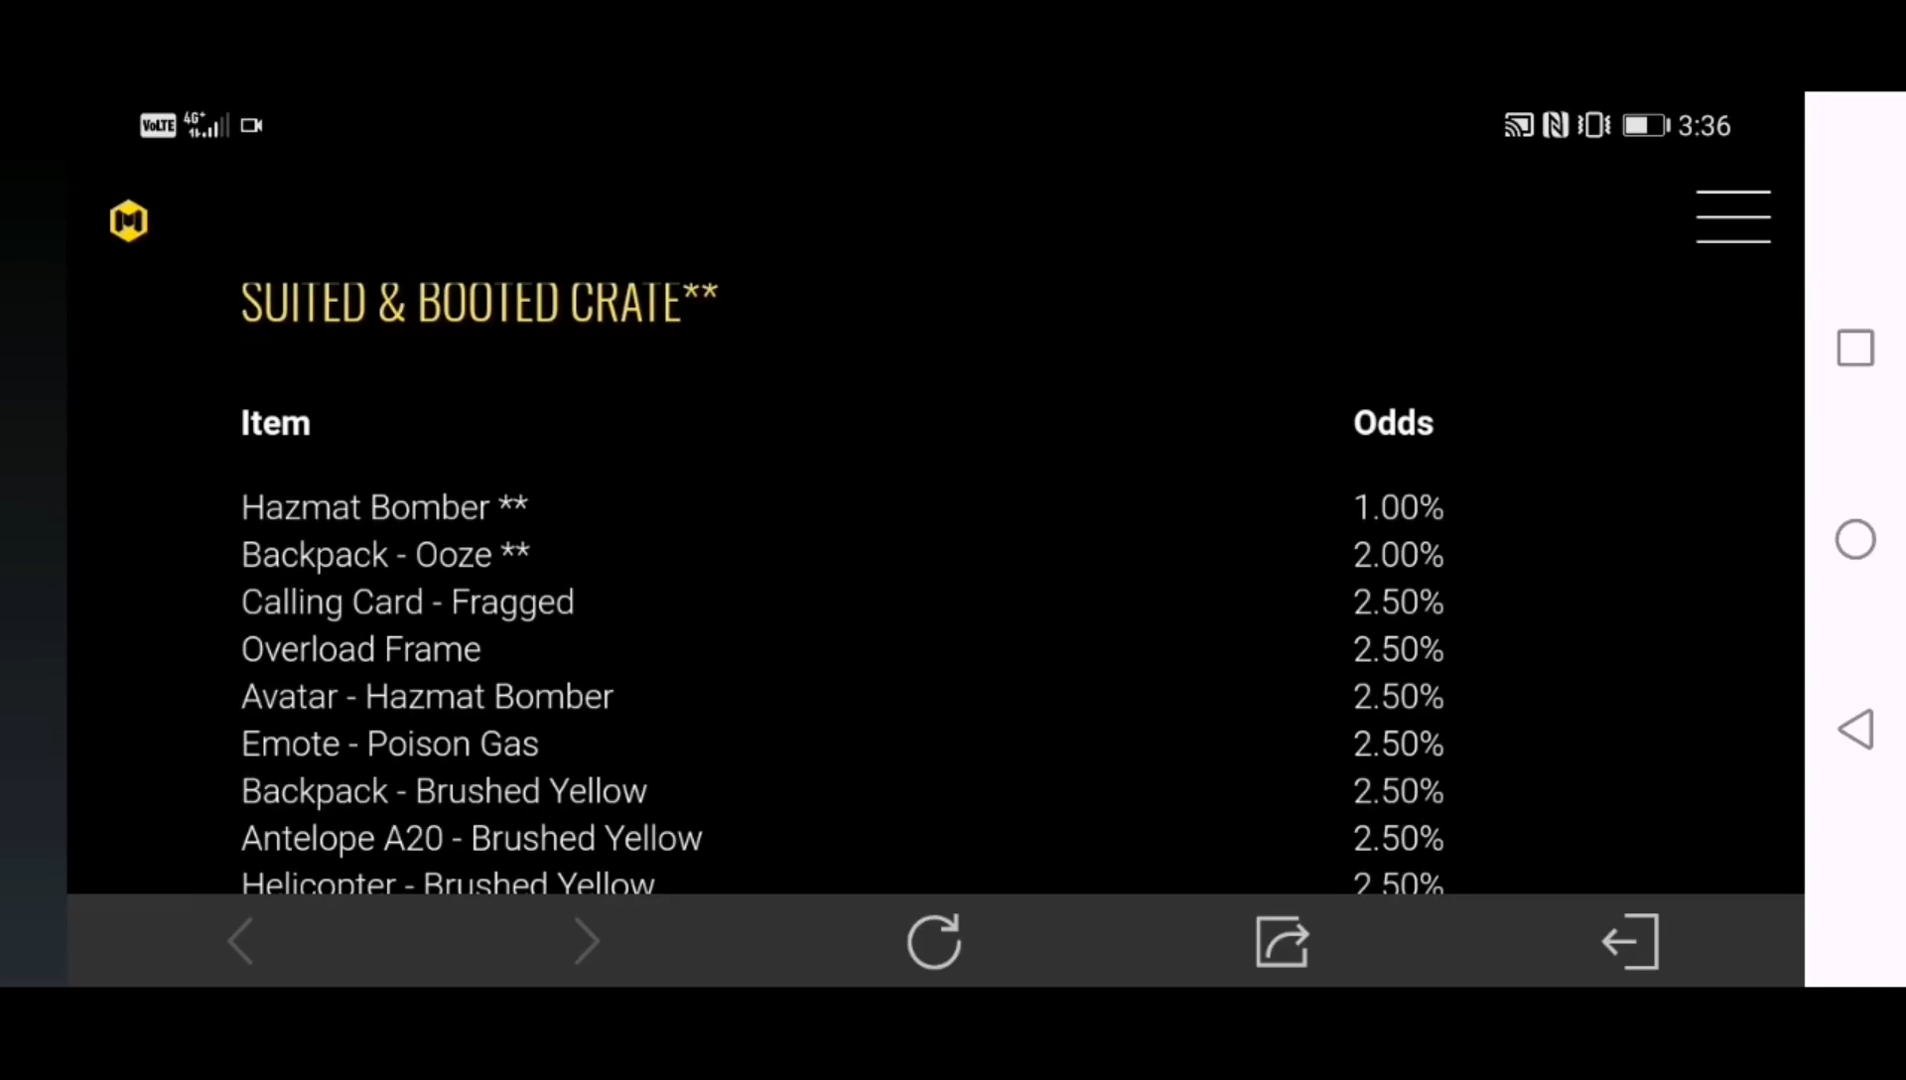 VoLTE 4G+ 3:36
SUITED & BOOTED CRATE**
Item Odds
Hazmat Bomber ** 1.00%
Backpack - Ooze ** 2.00%
Calling Card - Fragged 2.50%
Overload Frame 2.50%
Avatar - Hazmat Bomber 2.50%
Emote - Poison Gas 2.50%
Backpack - Brushed Yellow 2.50%
Antelope A20 - Brushed Yellow 2.50%
Helicopter - Brushed Yellow 2.50%